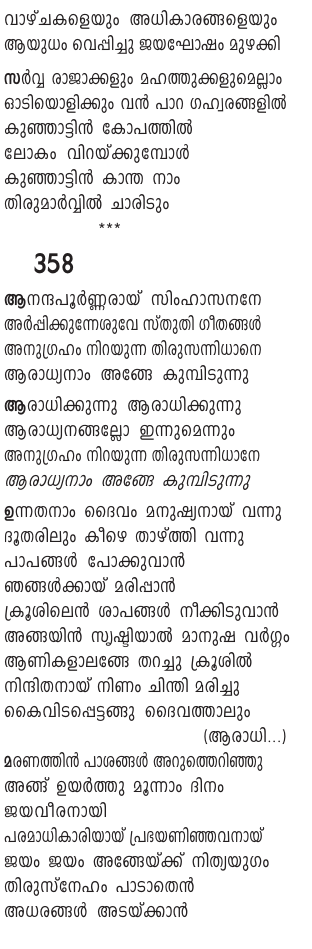 വാഴ്ചകളെയും അധികാരങ്ങളെയും
ആയുധം വെപ്പിച്ചു ജയഘോഷം മുഴക്കി
സർവ്വ രാജാക്കളും മഹത്തുക്കളുമെല്ലാം
ഓടിയൊളിക്കും വൻ പാറ ഗഹ്വരങ്ങളിൽ
കുഞ്ഞാട്ടിൻ കോപത്തിൽ
ലോകം വിറയ്ക്കുമ്പോൾ
കുഞ്ഞാട്ടിൻ കാന്ത നാം
തിരുമാർവ്വിൽ ചാരിടും
***
358
ആനന്ദപൂർണ്ണരായ് സിംഹാസനനേ
അർപ്പിക്കുന്നേശുവേ സ്തുതി ഗീതങ്ങൾ
അനുഗ്രഹം നിറയുന്ന തിരുസന്നിധാനെ
ആരാധ്യനാം അങ്ങേ കുമ്പിടുന്നു
ആരാധിക്കുന്നു ആരാധിക്കുന്നു
ആരാധ്യനങ്ങല്ലോ ഇന്നുമെന്നും
അനുഗ്രഹം നിറയുന്ന തിരുസന്നിധാനേ
ആരാധ്യനാം അങ്ങേ കുമ്പിടുന്നു
ഉന്നതനാം ദൈവം മനുഷ്യനായ് വന്നു
ദൂതരിലും കീഴെ താഴ്ത്തി വന്നു
പാപങ്ങൾ പോക്കുവാൻ
ഞങ്ങൾക്കായ് മരിപ്പാൻ
ക്രൂശിലെൻ ശാപങ്ങൾ നീക്കിടുവാൻ
അങ്ങയിൻ സൃഷ്ടിയാൽ മാനുഷ വർഗ്ഗം
ആണികളാലങ്ങേ തറച്ചു ക്രൂശിൽ
നിന്ദിതനായ് നിണം ചിന്തി മരിച്ചു
കൈവിടപ്പെട്ടങ്ങു ദൈവത്താലും
(ആരാധി...)
മരണത്തിൻ പാശങ്ങൾ അറുത്തെറിഞ്ഞു
അങ്ങ് ഉയർത്തു മൂന്നാം ദിനം
ജയവീരനായി
പരമാധികാരിയായ് പ്രഭയണിഞ്ഞവനായ്
ജയം ജയം അങ്ങേയ്ക്ക് നിത്യയുഗം
തിരുസ്നേഹം പാടാതെൻ
അധരങ്ങൾ അടയ്ക്കാൻ